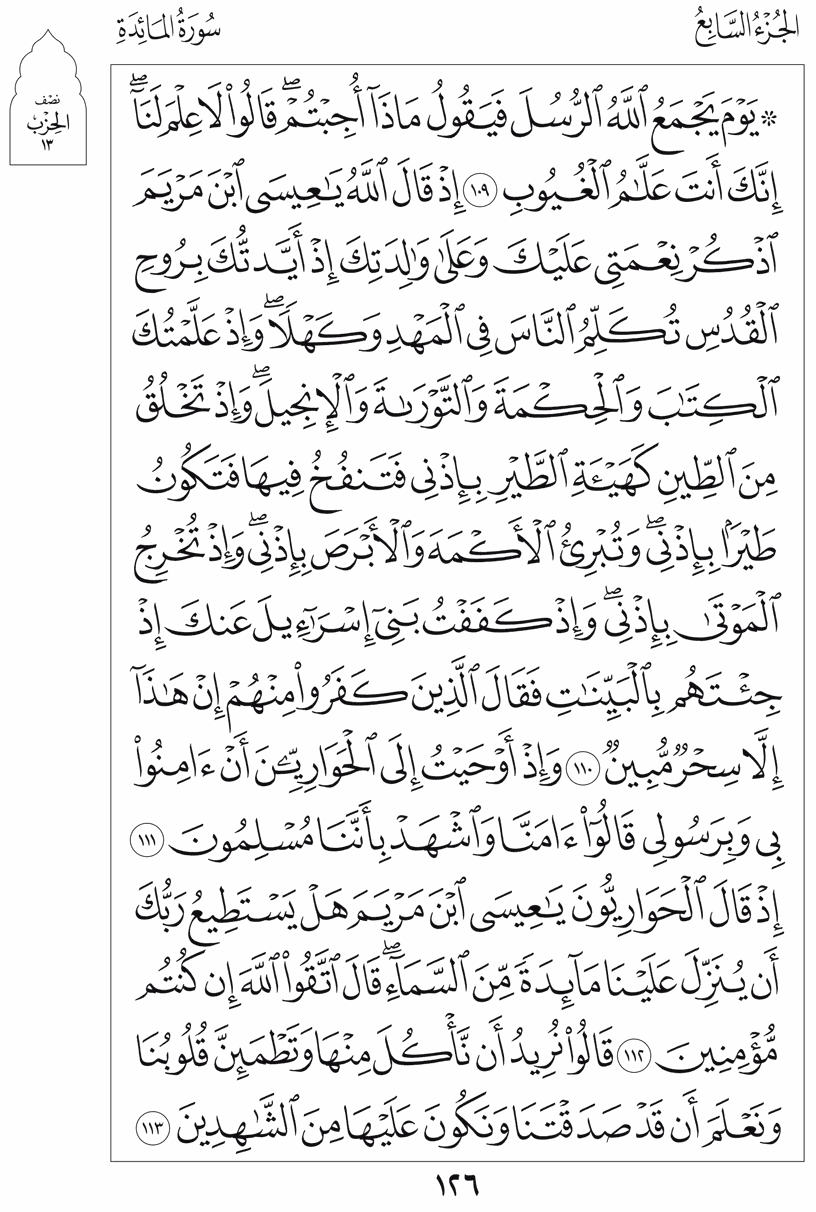 الجُزْءُ السَّابِعُ
سُورَةُ المَائِدَةِ
نصف
الحِزْب
١٣
۞ يَوۡمَ يَجۡمَعُ ٱللَّهُ ٱلرُّسُلَ فَيَقُولُ مَاذَآ أُجِبۡتُمۡۖ قَالُواْ لَا عِلۡمَ لَنَآۖ
إِنَّكَ أَنتَ عَلَّٰمُ ٱلۡغُيُوبِ ١٠٩ إِذۡ قَالَ ٱللَّهُ يَٰعِيسَى ٱبۡنَ مَرۡيَمَ
ٱذۡكُرۡ نِعۡمَتِي عَلَيۡكَ وَعَلَىٰ وَٰلِدَتِكَ إِذۡ أَيَّدتُّكَ بِرُوحِ
ٱلۡقُدُسِ تُكَلِّمُ ٱلنَّاسَ فِي ٱلۡمَهۡدِ وَكَهۡلٗاۖ وَإِذۡ عَلَّمۡتُكَ
ٱلۡكِتَٰبَ وَٱلۡحِكۡمَةَ وَٱلتَّوۡرَىٰةَ وَٱلۡإِنجِيلَۖ وَإِذۡ تَخۡلُقُ
مِنَ ٱلطِّينِ كَهَيۡـَٔةِ ٱلطَّيۡرِ بِإِذۡنِي فَتَنفُخُ فِيهَا فَتَكُونُ
طَيۡرَۢا بِإِذۡنِيۖ وَتُبۡرِئُ ٱلۡأَكۡمَهَ وَٱلۡأَبۡرَصَ بِإِذۡنِيۖ وَإِذۡ تُخۡرِجُ
ٱلۡمَوۡتَىٰ بِإِذۡنِيۖ وَإِذۡ كَفَفۡتُ بَنِيٓ إِسۡرَٰٓءِيلَ عَنكَ إِذۡ
جِئۡتَهُم بِٱلۡبَيِّنَٰتِ فَقَالَ ٱلَّذِينَ كَفَرُواْ مِنۡهُمۡ إِنۡ هَٰذَآ
إِلَّا سِحۡرٞ مُّبِينٞ ١١٠ وَإِذۡ أَوۡحَيۡتُ إِلَى ٱلۡحَوَارِيِّـۧنَ أَنۡ ءَامِنُواْ
بِي وَبِرَسُولِي قَالُوٓاْ ءَامَنَّا وَٱشۡهَدۡ بِأَنَّنَا مُسۡلِمُونَ ١١١
إِذۡ قَالَ ٱلۡحَوَارِيُّونَ يَٰعِيسَى ٱبۡنَ مَرۡيَمَ هَلۡ يَسۡتَطِيعُ رَبُّكَ
أَن يُنَزِّلَ عَلَيۡنَا مَآئِدَةٗ مِّنَ ٱلسَّمَآءِۖ قَالَ ٱتَّقُواْ ٱللَّهَ إِن كُنتُم
مُّؤۡمِنِينَ ١١٢ قَالُواْ نُرِيدُ أَن نَّأۡكُلَ مِنۡهَا وَتَطۡمَئِنَّ قُلُوبُنَا
وَنَعۡلَمَ أَن قَدۡ صَدَقۡتَنَا وَنَكُونَ عَلَيۡهَا مِنَ ٱلشَّٰهِدِينَ ١١٣
١٢٦